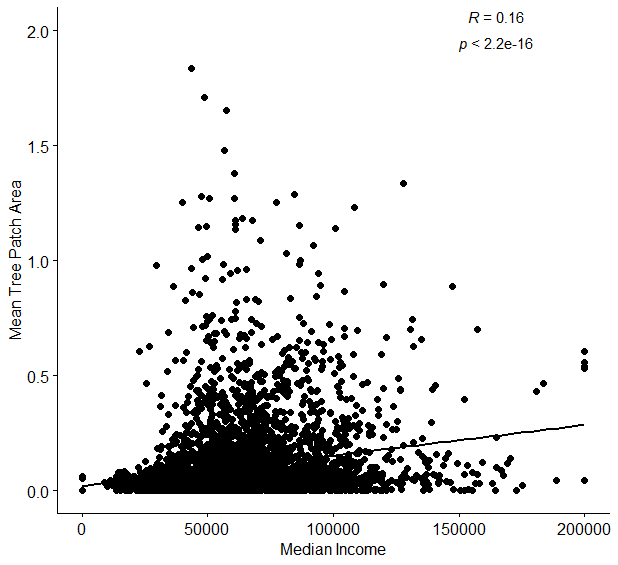 R = 0.16
p < 2.2e-16
2.0
1.5
1.0
0.5
0.0
Mean Tree Patch Area
0 50000 100000 150000 200000
Median Income